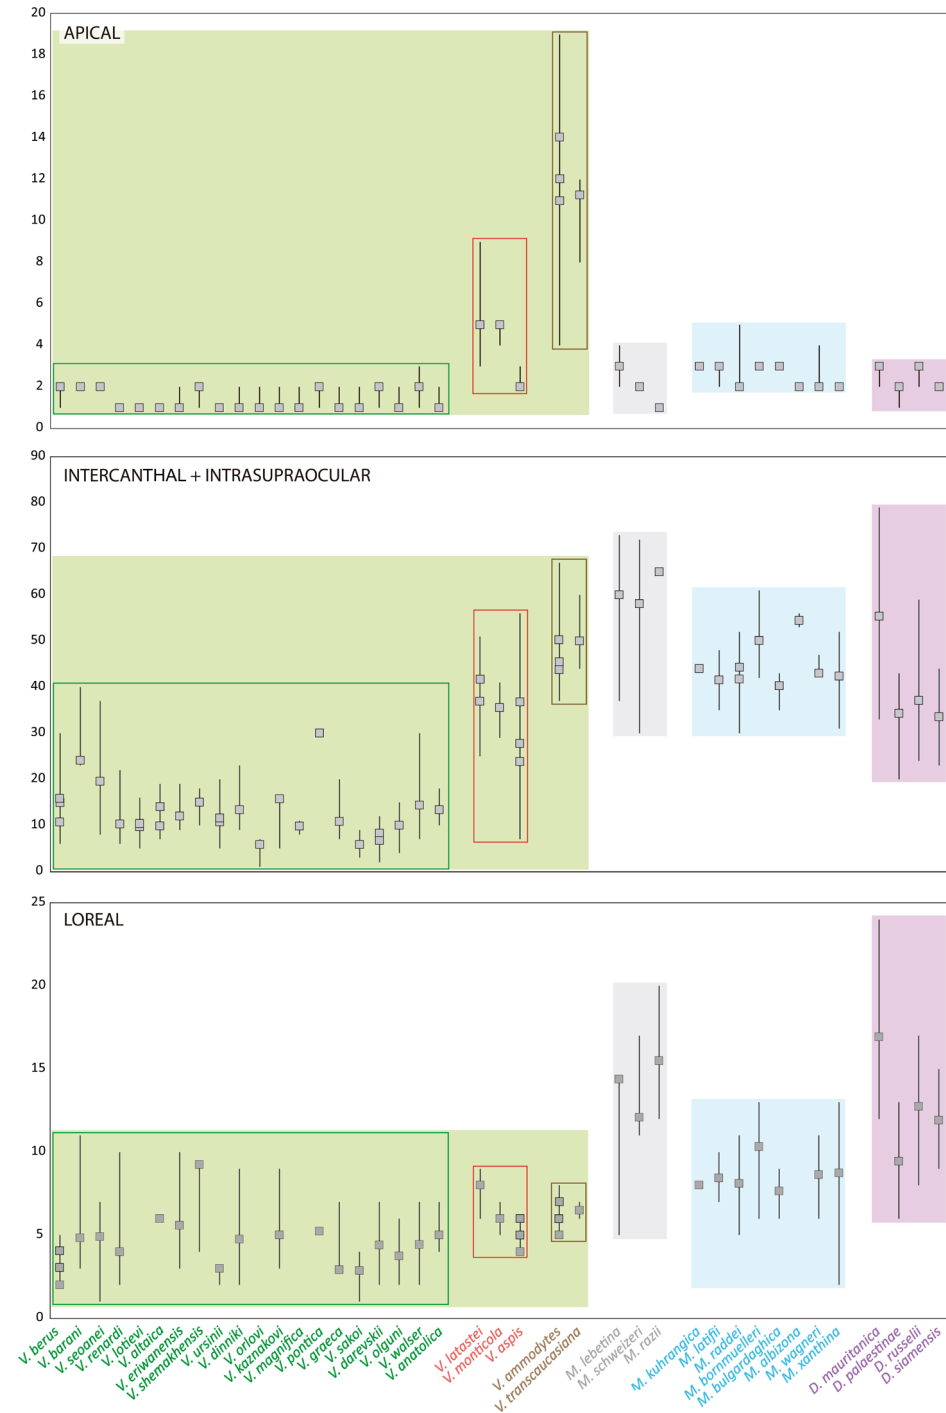 20
APICAL
18
16
14
12
10
8
6
4
2
0
90
INTERCANTHAL + INTRASUPRAOCULAR
80
70
60
50
40
30
20
10
0
25
LOREAL
20
15
10
5
0
V. berus
V. barani
V. seoanei
V. renardi
V. lotievi
V. altaica
V. eriwanensis
V. shemakhensis
V. ursinii
V. dinniki
V. orlovi
V. kaznakovi
V. magnifica
V. pontica
V. graeca
V. sakoi
V. darevskii
V. olguni
V. walser
V. anatolica
V. latastei
V. monticola
V. aspis
V. ammodytes
V. transcaucasiana
M. lebetina
M. schweizeri
M. razii
M. kuhrangica
M. latifii
M. raddei
M. bornmuelleri
M. bulgardaghica
M. albizona
M. wagneri
M. xanthina
D. mauritanica
D. palaestinae
D. russelii
D. siamensis